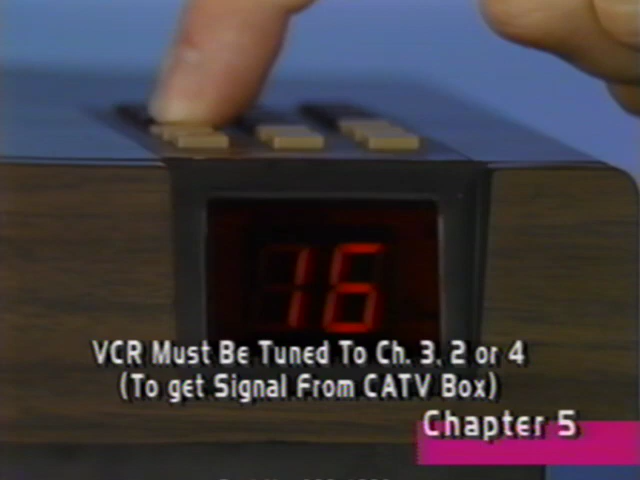 16
VCR Must Be Tuned To Ch. 3, 2 or 4
(To get Signal From CATV Box)
Chapter 5